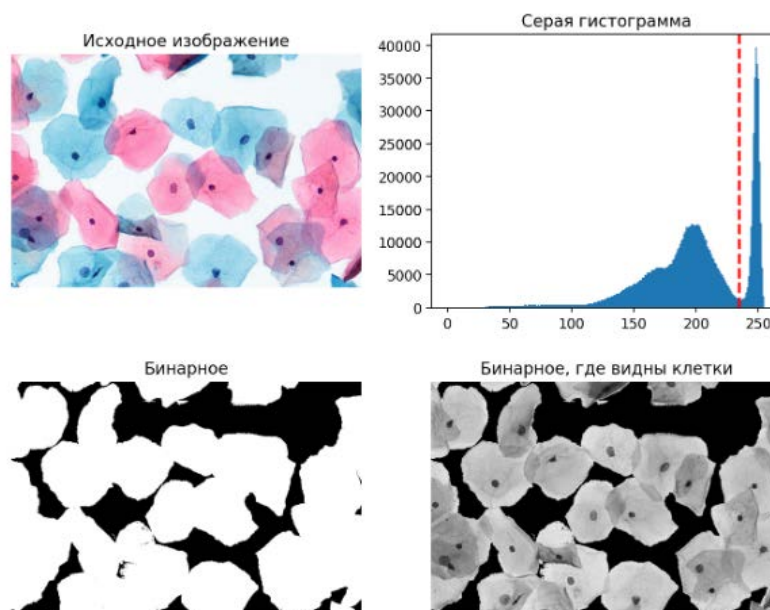 Исходное изображение
Серая гистограмма
40000
35000
30000
25000
20000
15000
10000
5000
0
0 50 100 150 200 250
Бинарное
Бинарное, где видны клетки